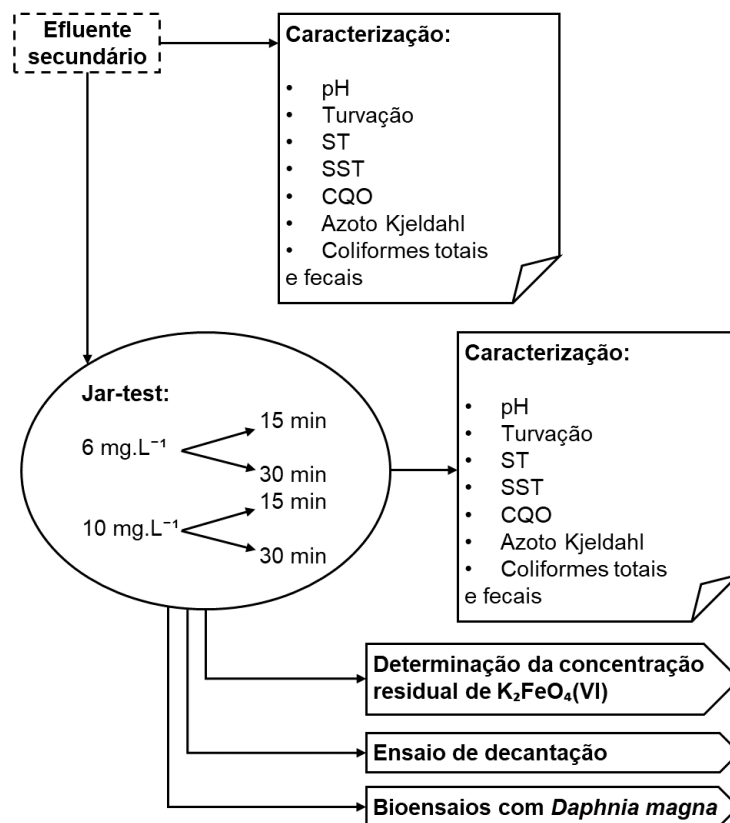 Efluente
secundário
Caracterização:
• pH
• Turvação
• ST
• SST
• CQO
• Azoto Kjeldahl
• Coliformes totais
e fecais
Jar-test:
6 mg.L⁻¹
15 min
30 min
10 mg.L⁻¹
15 min
30 min
Caracterização:
• pH
• Turvação
• ST
• SST
• CQO
• Azoto Kjeldahl
• Coliformes totais
e fecais
Determinação da concentração
residual de K₂FeO₄(VI)
Ensaio de decantação
Bioensaios com Daphnia magna